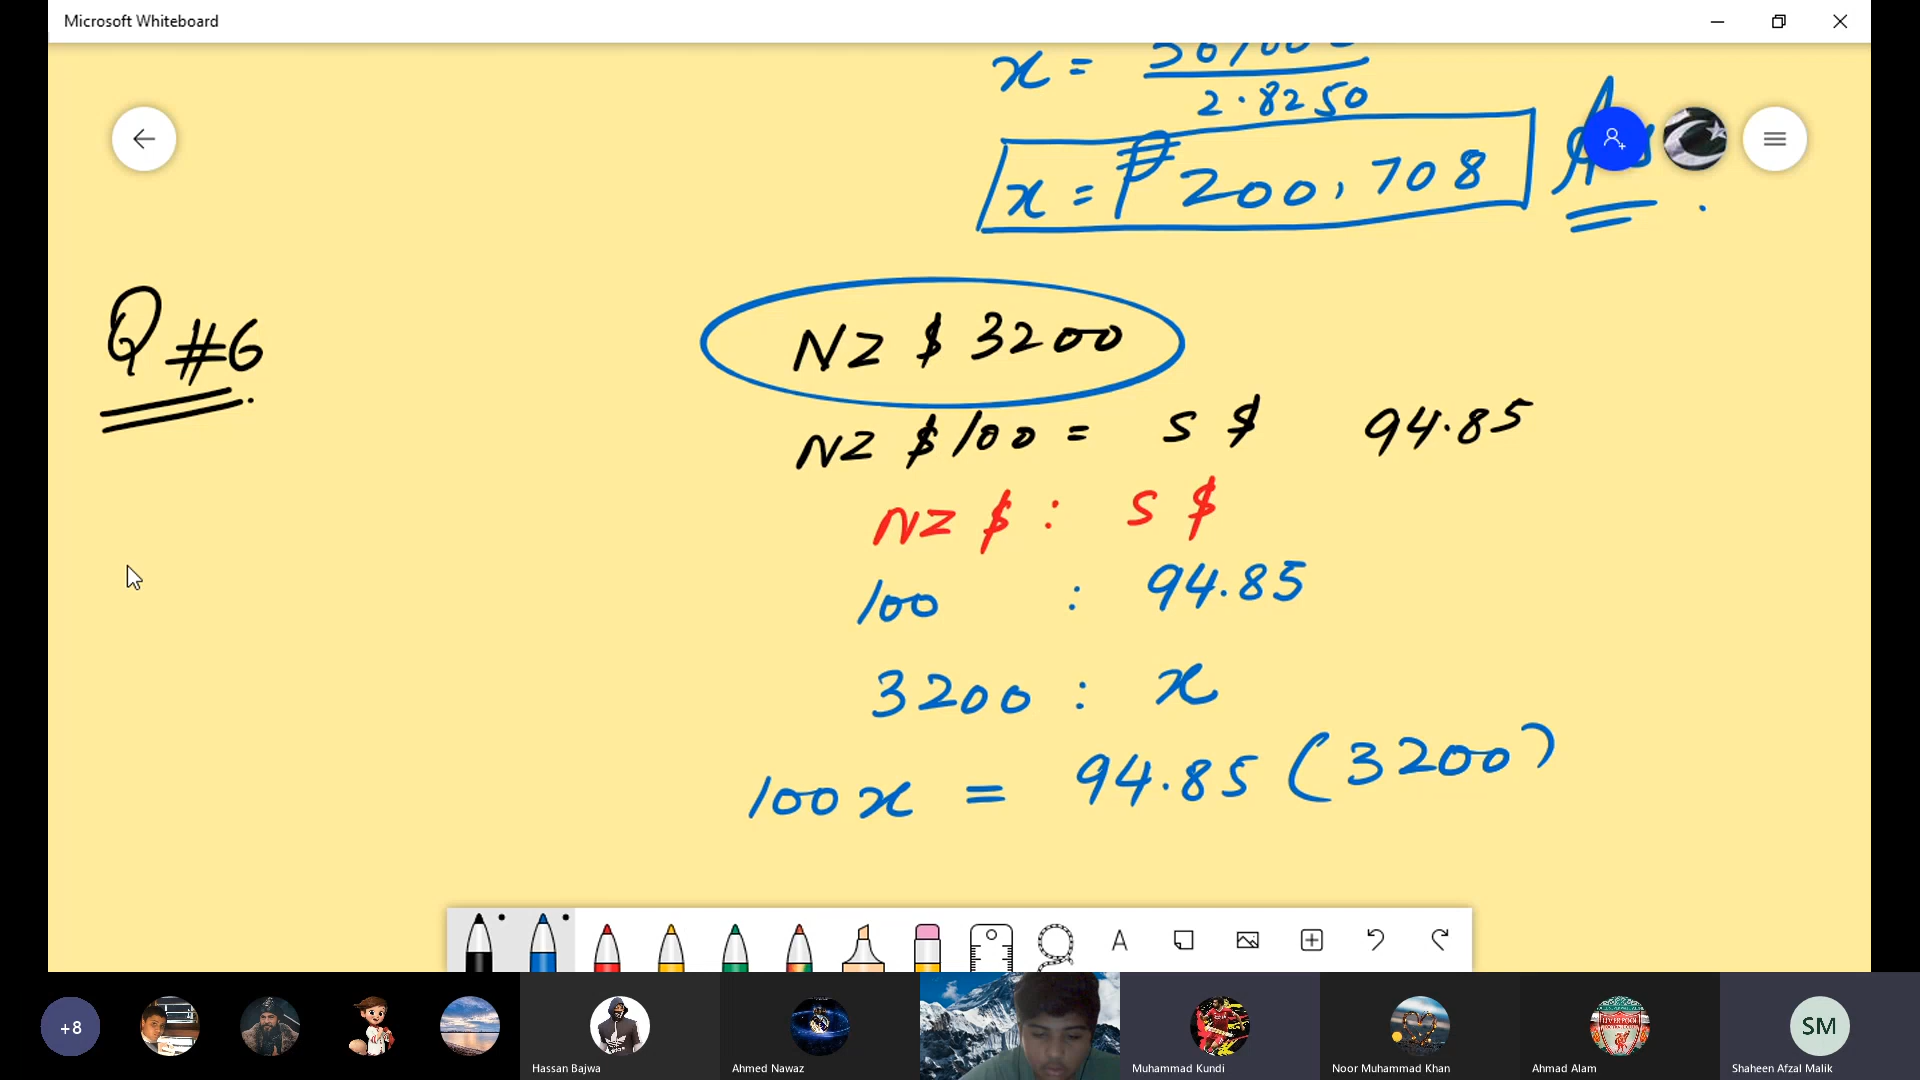 Microsoft Whiteboard
x =
2.8250
x = ₱ 200,708
Q #6
NZ $ 3200
NZ $ 100 = S $ 94.85
NZ $ : S $
100 : 94.85
3200 : x
100x = 94.85 (3200)
+8
SM
Hassan Bajwa
Ahmed Nawaz
Muhammad Kundi
Noor Muhammad Khan
Ahmad Alam
Shaheen Afzal Malik